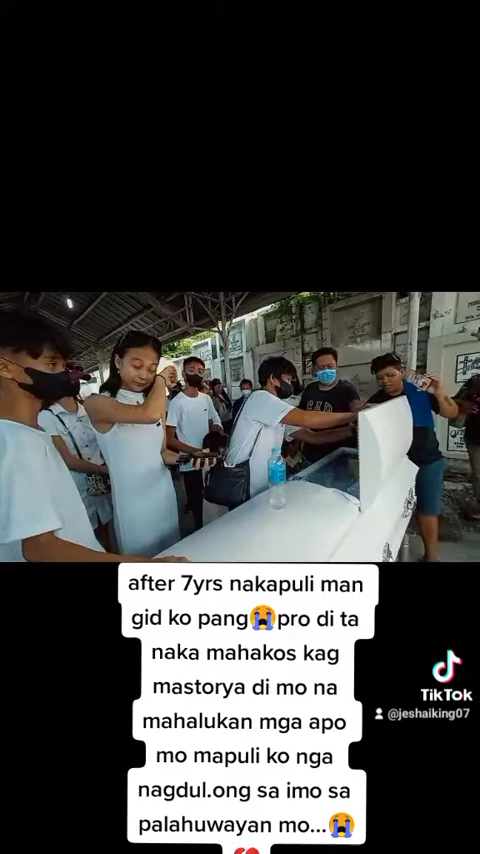 GAP
after 7yrs nakapuli man
gid ko pang😭pro di ta
naka mahakos kag
mastorya di mo na
mahalukan mga apo
mo mapuli ko nga
nagdul.ong sa imo sa
palahuwayan mo...😭
💔
TikTok
@jeshaiking07